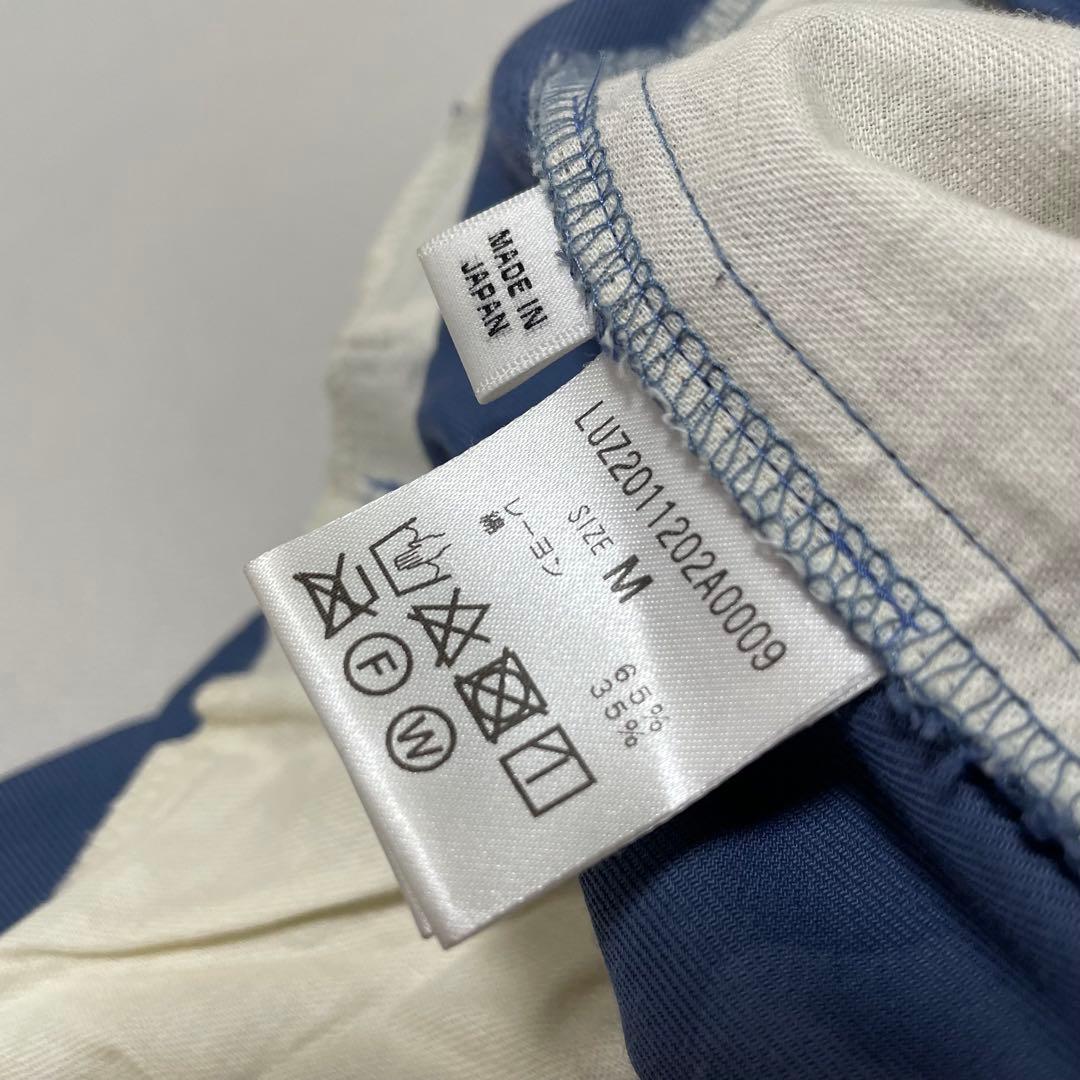 MADE IN
JAPAN
LUZ2011202A0009
SIZE M
レーヨン 65%
綿 35%
F
W